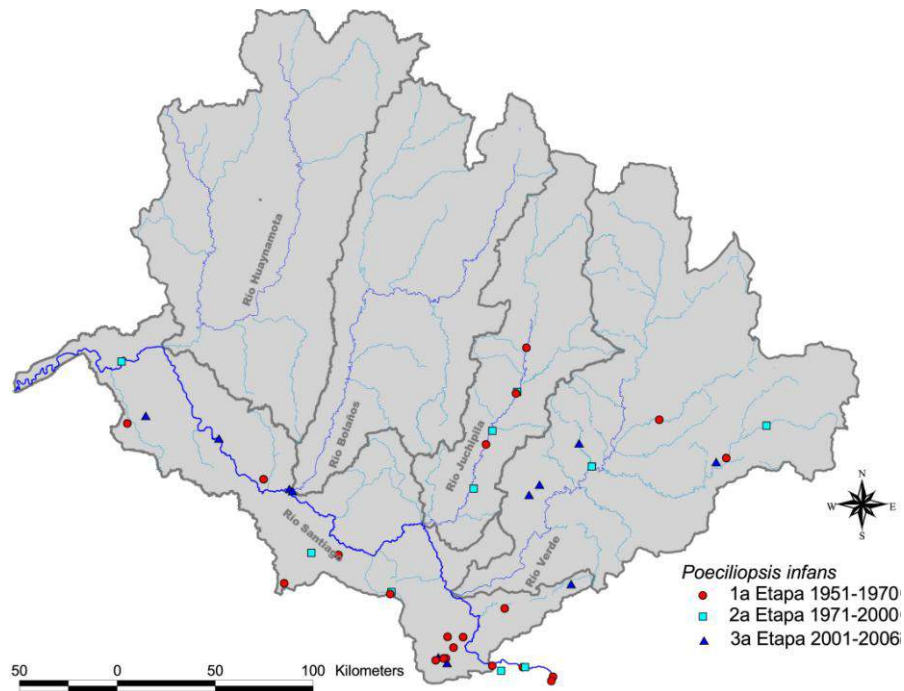 Río Huaynamota
Río Bolaños
Río Juchipila
Río Santiago
Río Verde
N
W E
S
Poeciliopsis infans
1a Etapa 1951-1970
2a Etapa 1971-2000
3a Etapa 2001-2006
50 0 50 100 Kilometers